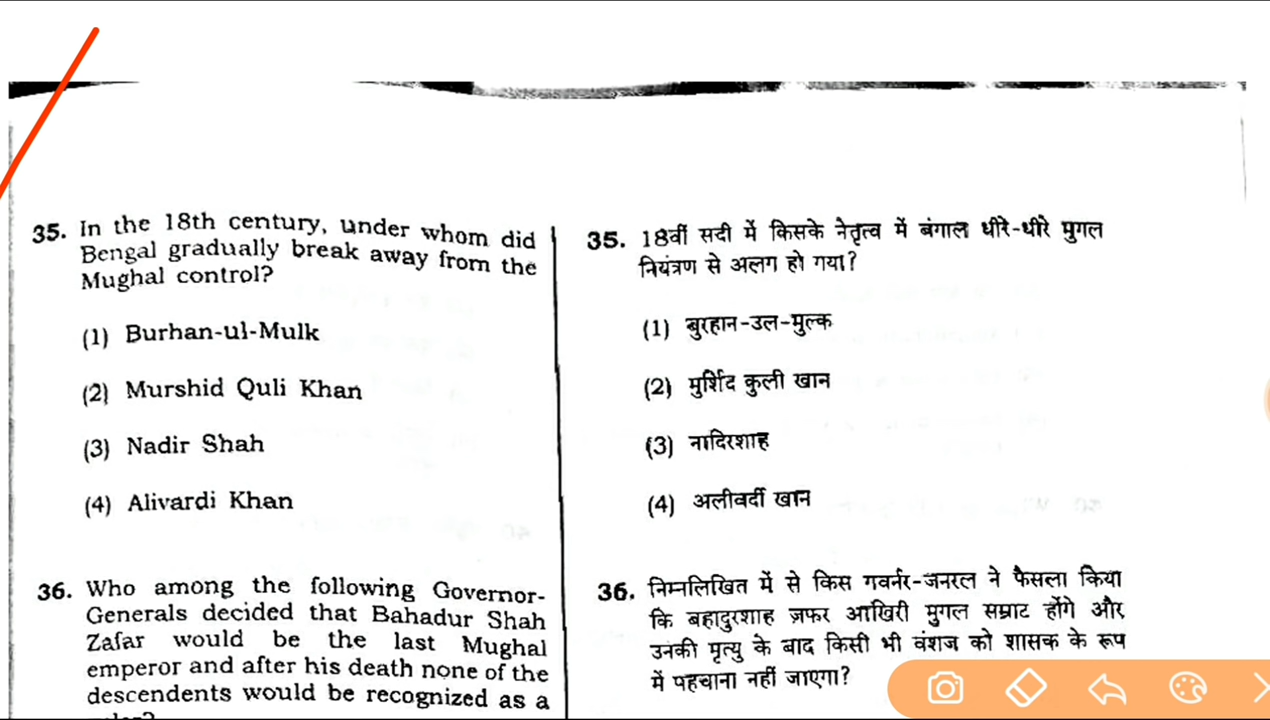 35. In the 18th century, under whom did
Bengal gradually break away from the
Mughal control?
(1) Burhan-ul-Mulk
(2) Murshid Quli Khan
(3) Nadir Shah
(4) Alivardi Khan
36. Who among the following Governor-
Generals decided that Bahadur Shah
Zafar would be the last Mughal
emperor and after his death none of the
descendents would be recognized as a
35. 18वीं सदी में किसके नेतृत्व में बंगाल धीरे-धीरे मुगल
नियंत्रण से अलग हो गया?
(1) बुरहान-उल-मुल्क
(2) मुर्शिद कुली खान
(3) नादिरशाह
(4) अलीवर्दी खान
36. निम्नलिखित में से किस गवर्नर-जनरल ने फैसला किया
कि बहादुरशाह ज़फर आखिरी मुगल सम्राट होंगे और
उनकी मृत्यु के बाद किसी भी वंशज को शासक के रूप
में पहचाना नहीं जाएगा?